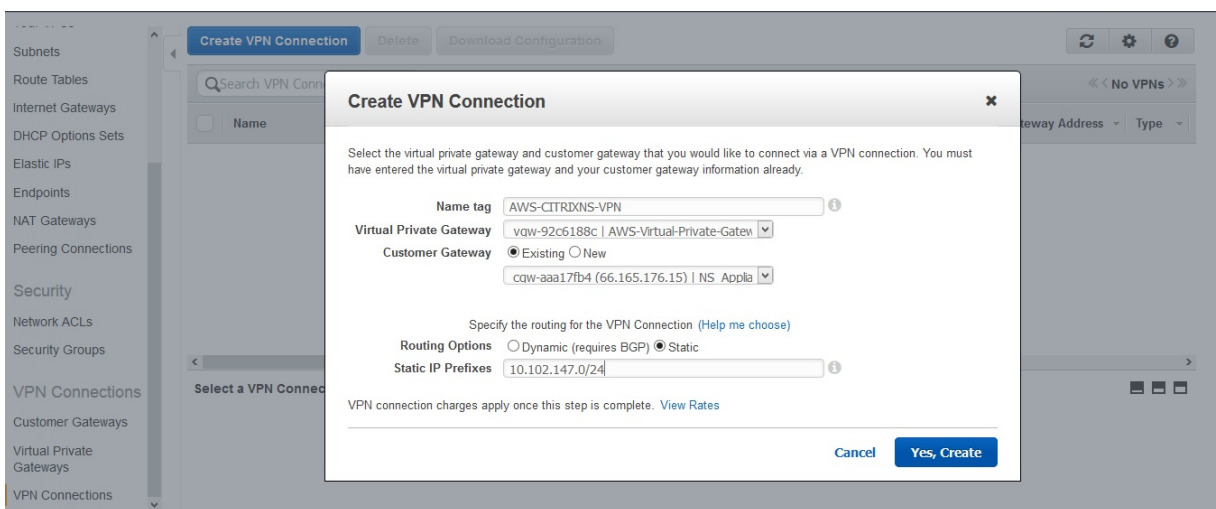 Subnets
Route Tables
Internet Gateways
DHCP Options Sets
Elastic IPs
Endpoints
NAT Gateways
Peering Connections
Security
Network ACLs
Security Groups
VPN Connections
Customer Gateways
Virtual Private
Gateways
VPN Connections
Create VPN Connection Delete Download Configuration
Search VPN Conn
« < No VPNs > »
Name
teway Address Type
Select a VPN Connec
Create VPN Connection
Select the virtual private gateway and customer gateway that you would like to connect via a VPN connection. You must
have entered the virtual private gateway and your customer gateway information already.
Name tag AWS-CITRIXNS-VPN
Virtual Private Gateway vgw-92c6188c | AWS-Virtual-Private-Gatew
Customer Gateway Existing New
cgw-aaa17fb4 (66.165.176.15) | NS_Applia
Specify the routing for the VPN Connection (Help me choose)
Routing Options Dynamic (requires BGP) Static
Static IP Prefixes 10.102.147.0/24
VPN connection charges apply once this step is complete. View Rates
Cancel Yes, Create